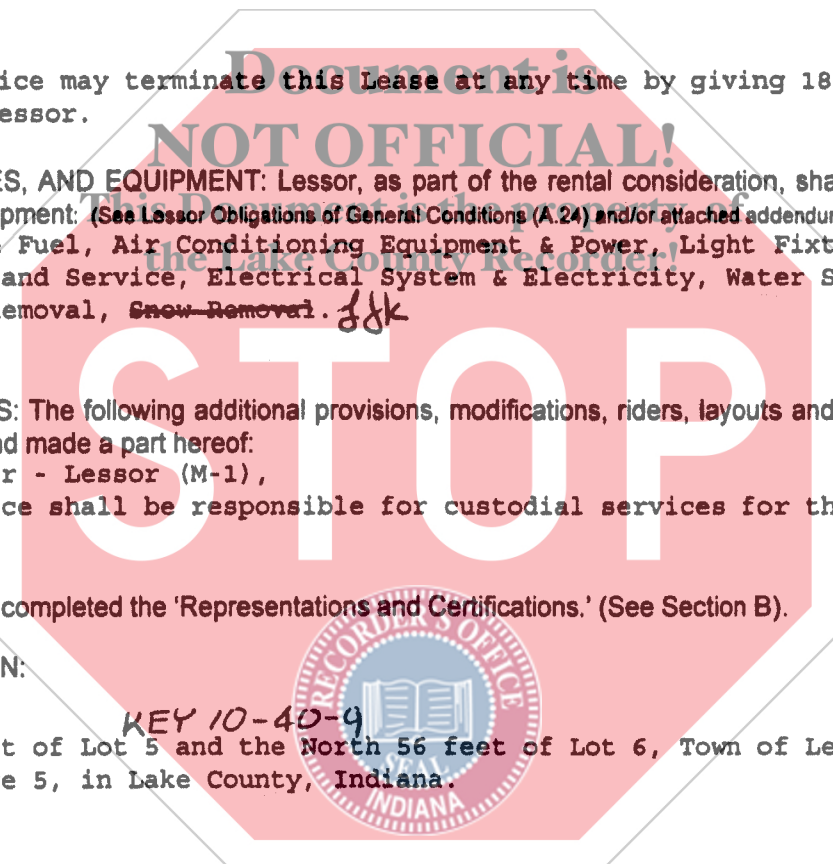 Document is
ice may terminate this Lease at any time by giving 18
essor.
NOT OFFICIAL!
ES, AND EQUIPMENT: Lessor, as part of the rental consideration, sha
This Document is the property of
pment: (See Lessor Obligations of General Conditions (A.24) and/or attached addendu
Fuel, Air Conditioning Equipment & Power, Light Fixt
the Lake County Recorder!
and Service, Electrical System & Electricity, Water S
emoval, Snow Removal. JJK
STOP
S: The following additional provisions, modifications, riders, layouts and
d made a part hereof:
r - Lessor (M-1),
ce shall be responsible for custodial services for th
completed the 'Representations and Certifications.' (See Section B).
RECORDER'S OFFICE
N:
KEY 10-40-9
t of Lot 5 and the North 56 feet of Lot 6, Town of Le
e 5, in Lake County, Indiana.
SEAL
INDIANA